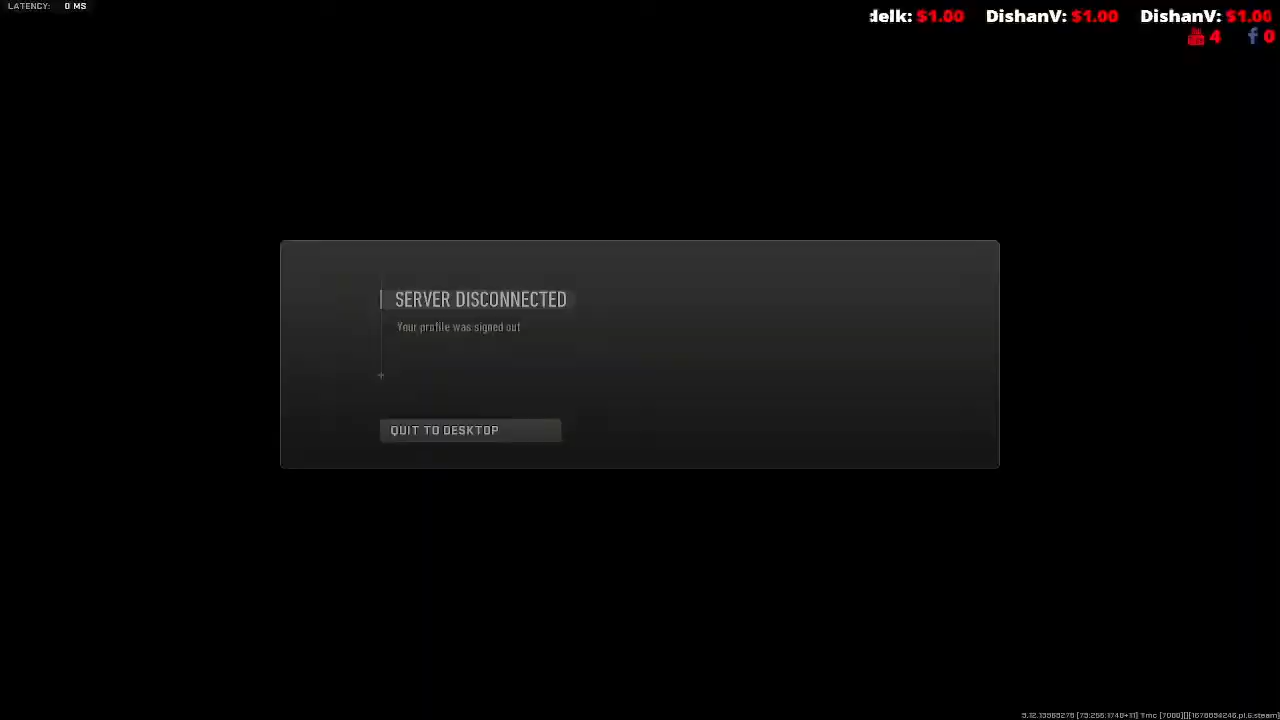 LATENCY: 0 MS
delk: $1.00 DishanV: $1.00 DishanV: $1.00
4 0
SERVER DISCONNECTED
Your profile was signed out
QUIT TO DESKTOP